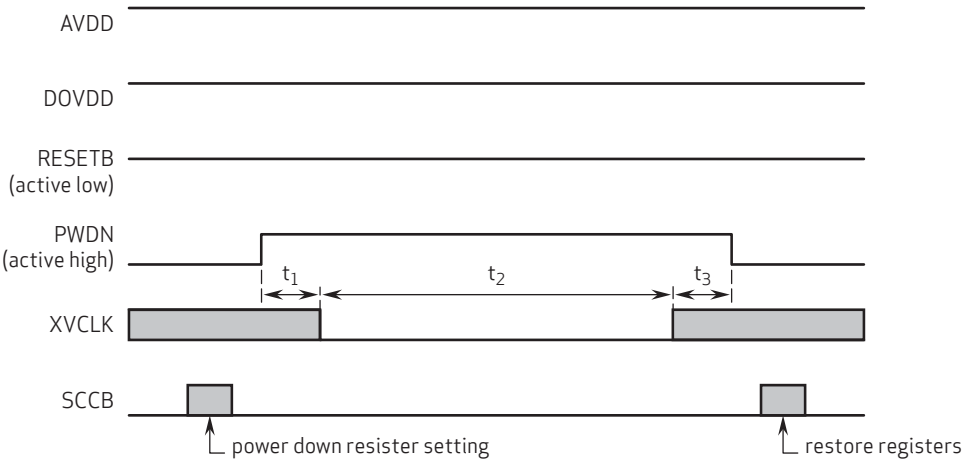 AVDD
DOVDD
RESETB
(active low)
PWDN
(active high)
t1 t2 t3
XVCLK
SCCB
power down resister setting restore registers